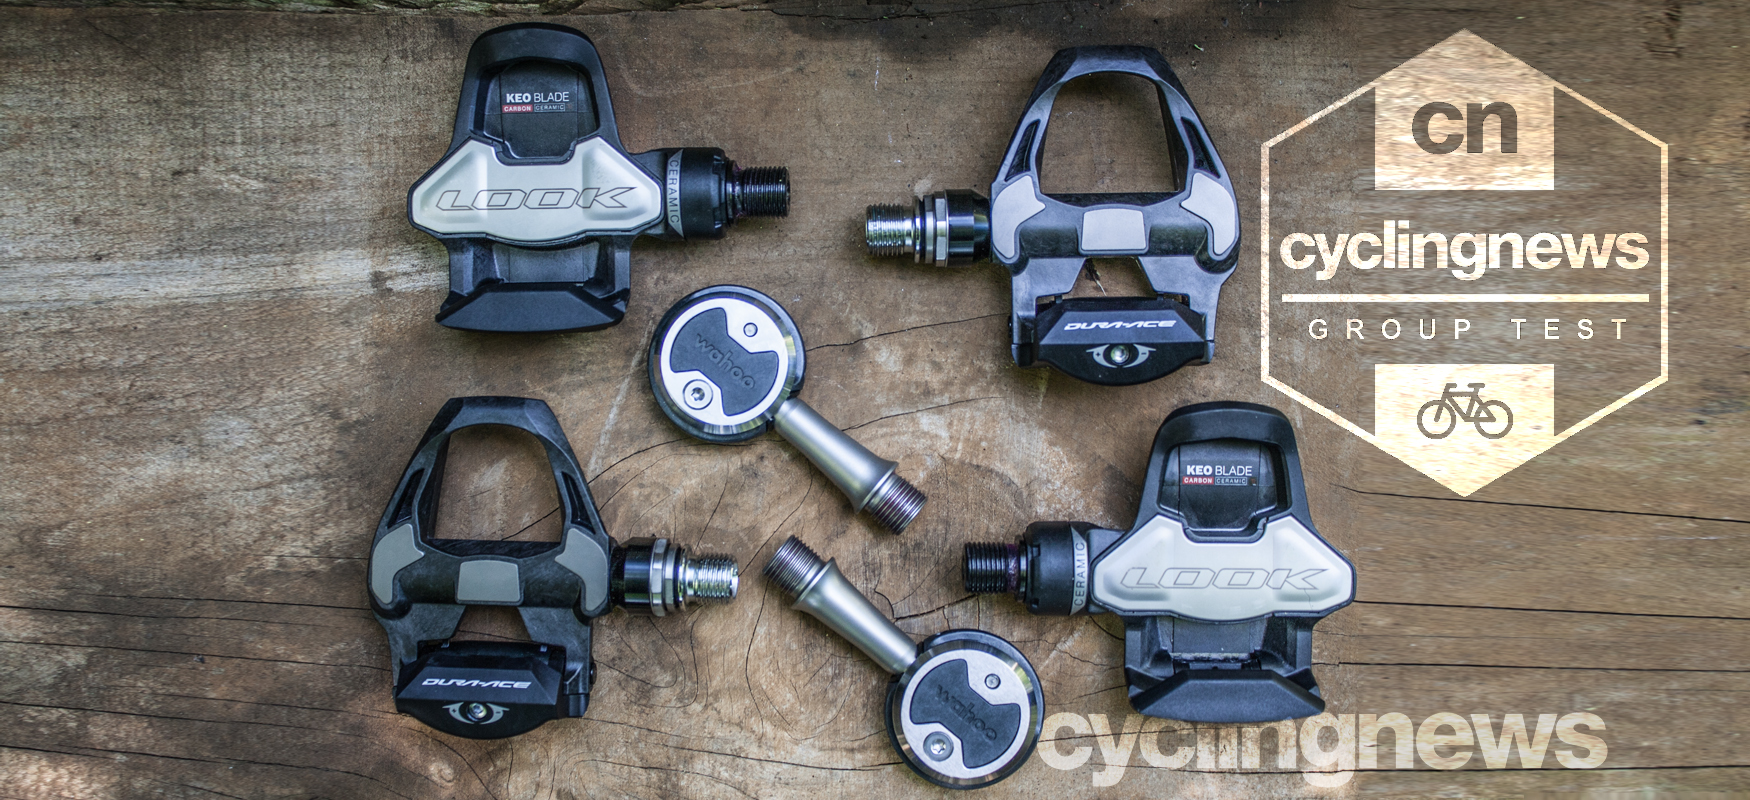 KEO BLADE
CARBON CERAMIC
LOOK
CERAMIC
DURA-ACE
cn
cyclingnews
GROUP TEST
wahoo
KEO BLADE
CARBON CERAMIC
LOOK
CERAMIC
DURA-ACE
wahoo
cyclingnews